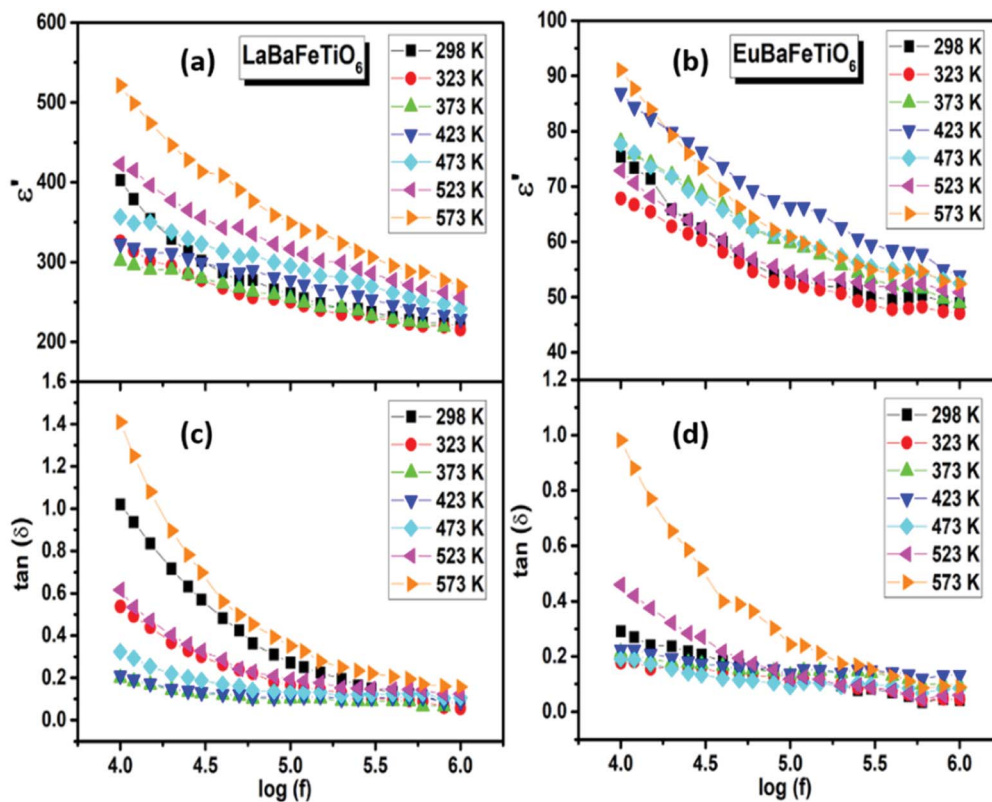 (a)
LaBaFeTiO₆
298 K
323 K
373 K
423 K
473 K
523 K
573 K
ε'
600
500
400
300
200
(b)
EuBaFeTiO₆
298 K
323 K
373 K
423 K
473 K
523 K
573 K
ε'
100
90
80
70
60
50
40
(c)
298 K
323 K
373 K
423 K
473 K
523 K
573 K
tan (δ)
1.6
1.4
1.2
1.0
0.8
0.6
0.4
0.2
0.0
4.0 4.5 5.0 5.5 6.0
log (f)
(d)
298 K
323 K
373 K
423 K
473 K
523 K
573 K
tan (δ)
1.2
1.0
0.8
0.6
0.4
0.2
0.0
4.0 4.5 5.0 5.5 6.0
log (f)